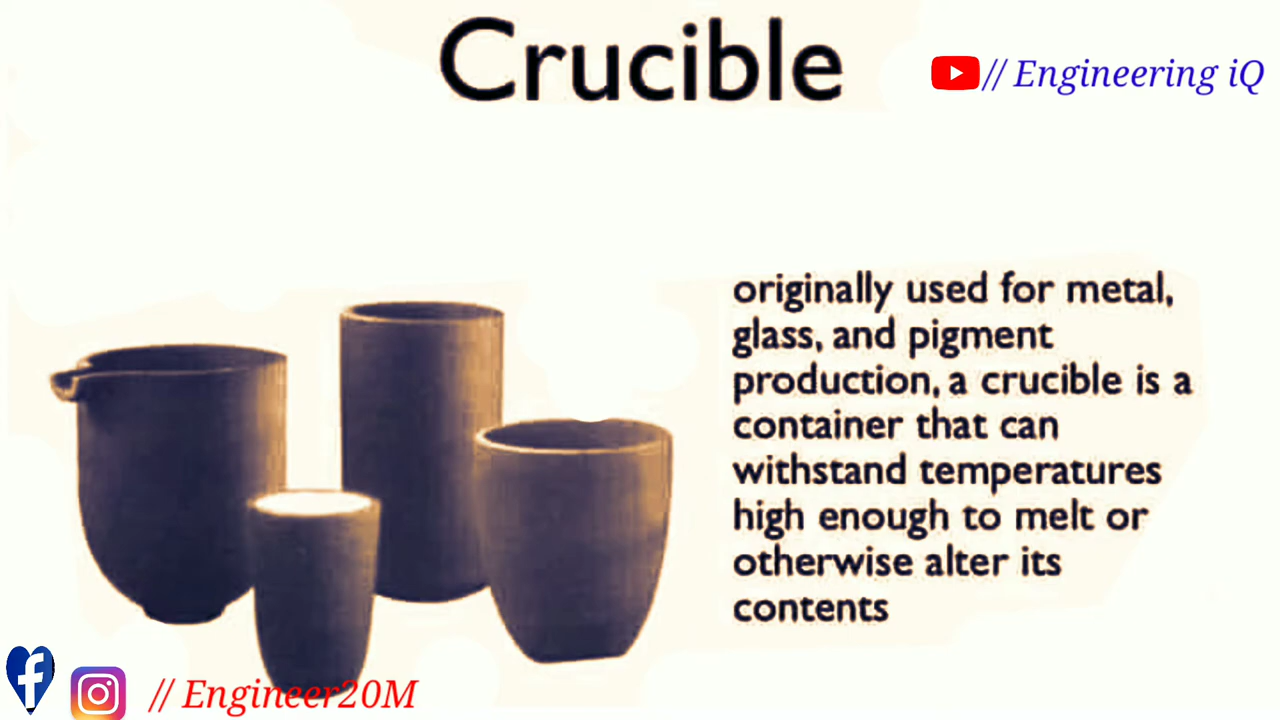 Crucible
// Engineering iQ
originally used for metal,
glass, and pigment
production, a crucible is a
container that can
withstand temperatures
high enough to melt or
otherwise alter its
contents
// Engineer20M